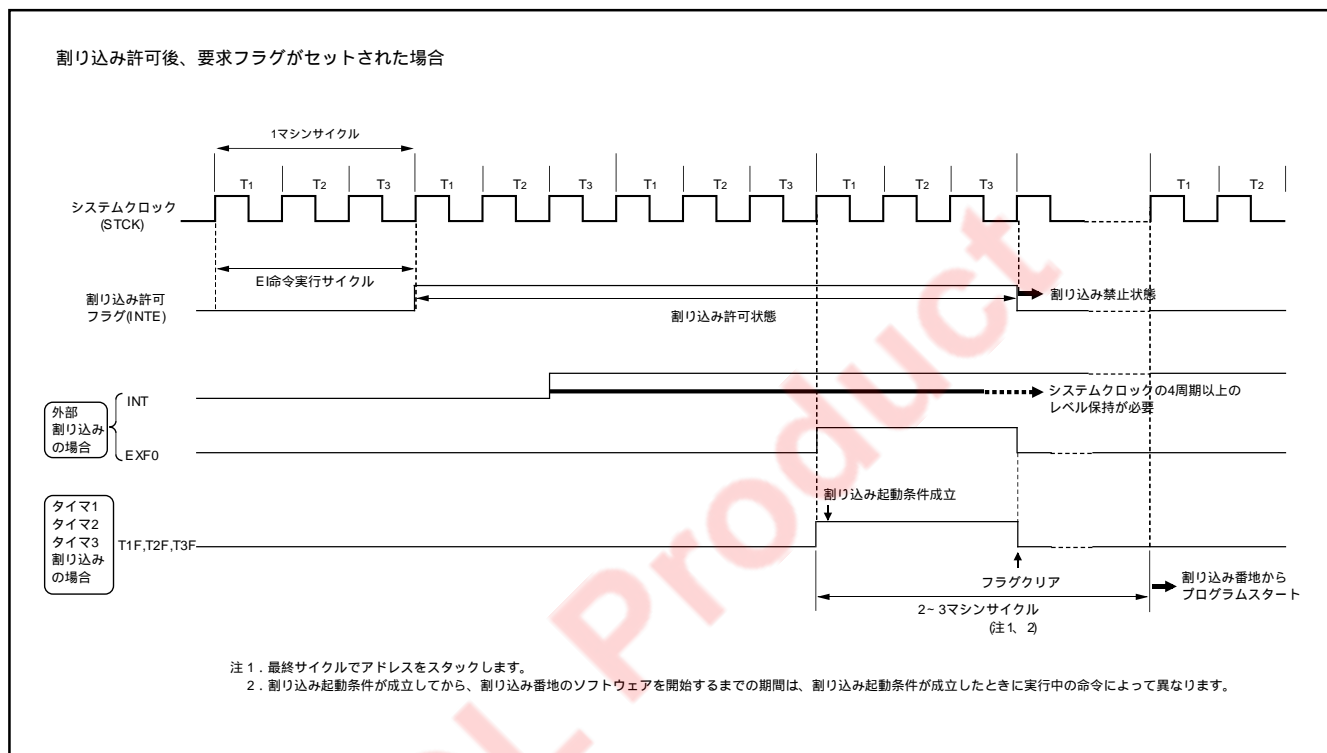 割り込み許可後、要求フラグがセットされた場合
1マシンサイクル
T1 T2 T3 T1 T2 T3 T1 T2 T3 T1 T2 T3 T1 T2
システムクロック
(STCK)
EI命令実行サイクル
割り込み許可
フラグ(INTE)
割り込み許可状態
割り込み禁止状態
外部
割り込み
の場合
INT
EXF0
システムクロックの4周期以上の
レベル保持が必要
タイマ1
タイマ2
タイマ3
割り込み
の場合
T1F,T2F,T3F
割り込み起動条件成立
フラグクリア
2~3マシンサイクル
(注1、2)
割り込み番地から
プログラムスタート
注1.最終サイクルでアドレスをスタックします。
2.割り込み起動条件が成立してから、割り込み番地のソフトウェアを開始するまでの期間は、割り込み起動条件が成立したときに実行中の命令によって異なります。
L Product